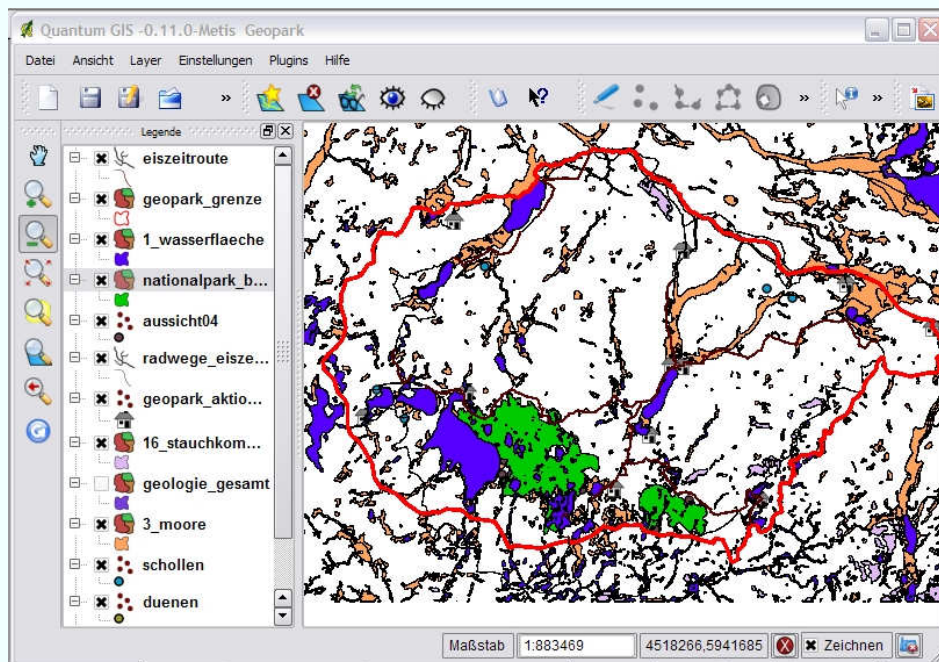 Quantum GIS -0.11.0-Metis Geopark
Datei Ansicht Layer Einstellungen Plugins Hilfe
» » »
Legende
eiszeitroute
geopark_grenze
1_wasserflaeche
nationalpark_b...
aussicht04
radwege_eisze...
geopark_aktio...
16_stauchkom...
geologie_gesamt
3_moore
schollen
duenen
Maßstab 1:883469 4518266,5941685 Zeichnen